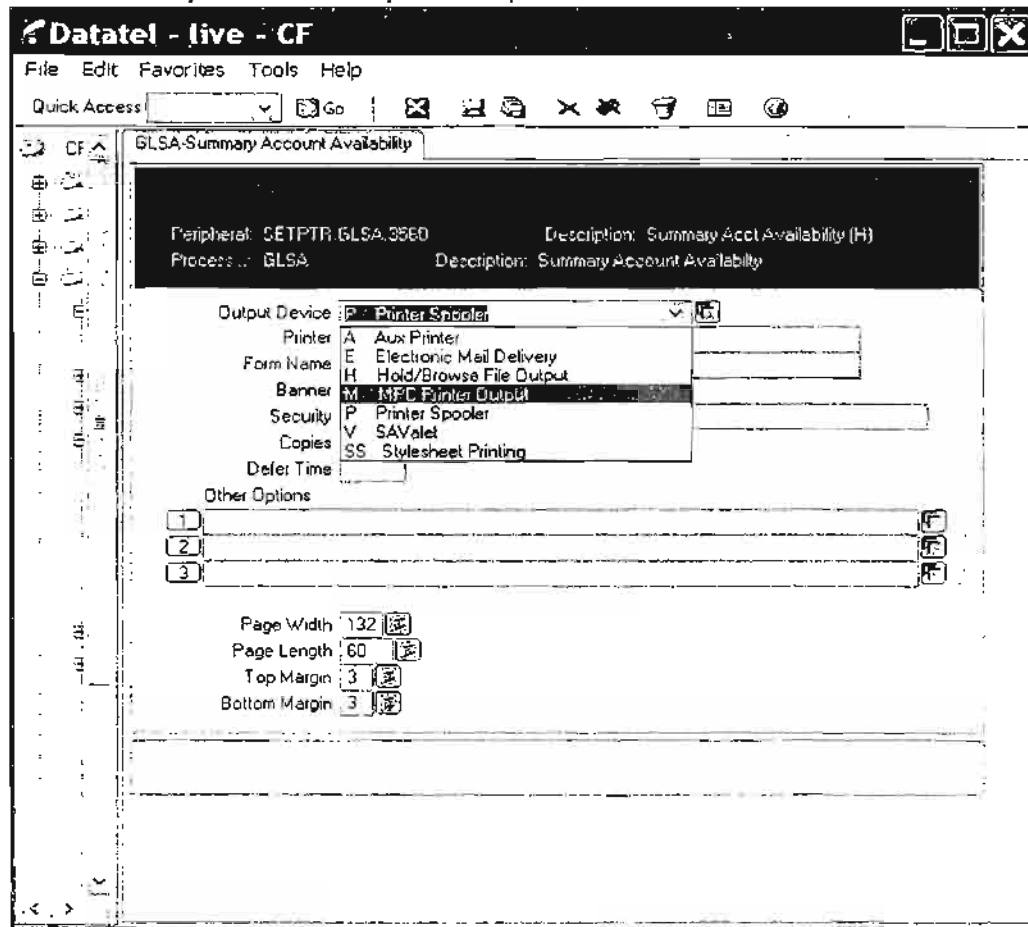 Datatel - live - CF
File Edit Favorites Tools Help
Quick Access Go
CF GLSA-Summary Account Availability
Peripheral: SETPTR.GLSA.3560 Description: Summary Acct Availability (H)
Process ..: GLSA Description: Summary Account Availabilty
Output Device P Printer Spooler
Printer A Aux Printer
Form Name E Electronic Mail Delivery
H Hold/Browse File Output
Banner M MPC Printer Output
Security P Printer Spooler
Copies V SAValet
SS Stylesheet Printing
Defer Time
Other Options
1
2
3
Page Width 132
Page Length 60
Top Margin 3
Bottom Margin 3